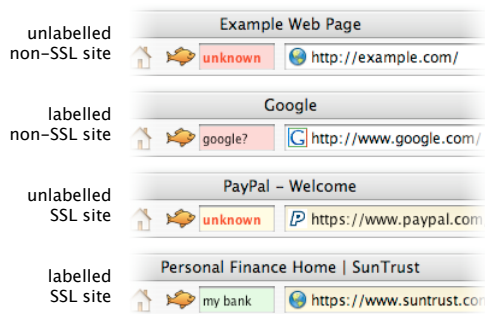 Example Web Page
unlabelled
non-SSL site
unknown
http://example.com/
Google
labelled
non-SSL site
google?
G
http://www.google.com/
PayPal – Welcome
unlabelled
SSL site
unknown
P
https://www.paypal.com
Personal Finance Home | SunTrust
labelled
SSL site
my bank
https://www.suntrust.com